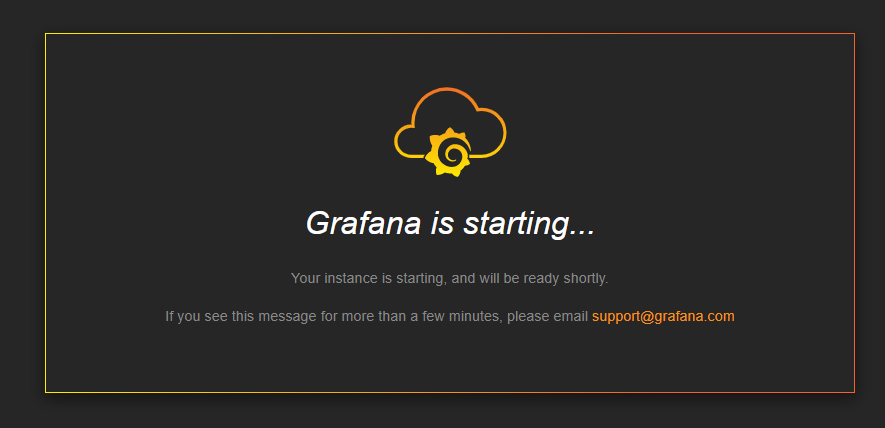 Grafana is starting...
Your instance is starting, and will be ready shortly.
If you see this message for more than a few minutes, please email support@grafana.com